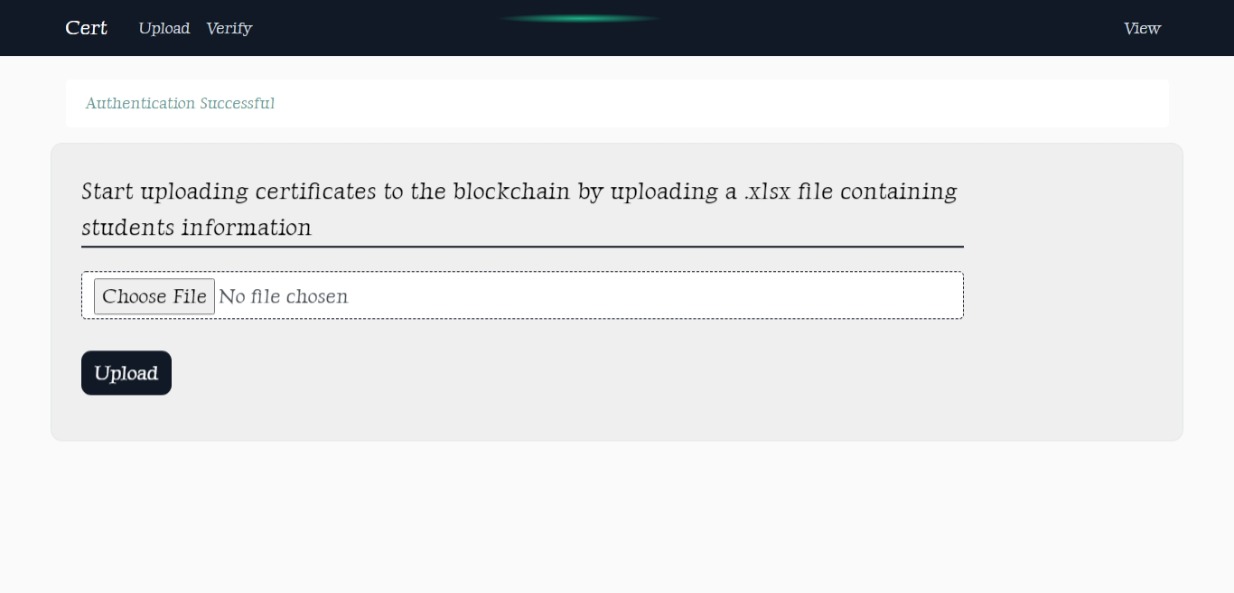 Cert Upload Verify View
Authentication Successful
Start uploading certificates to the blockchain by uploading a .xlsx file containing
students information
Choose File No file chosen
Upload